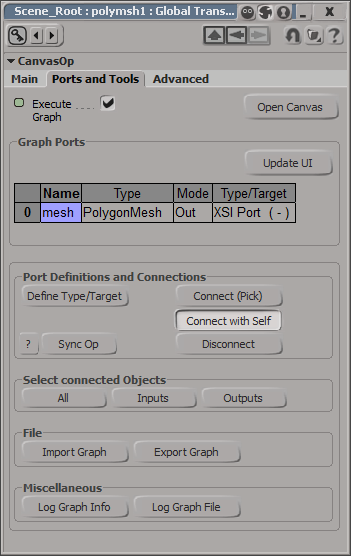 Scene_Root : polymsh1 : Global Trans...
CanvasOp
Main Ports and Tools Advanced
Execute Graph
Open Canvas
Graph Ports
Update UI
Name Type Mode Type/Target
0 mesh PolygonMesh Out XSI Port ( - )
Port Definitions and Connections
Define Type/Target Connect (Pick)
Connect with Self
? Sync Op Disconnect
Select connected Objects
All Inputs Outputs
File
Import Graph Export Graph
Miscellaneous
Log Graph Info Log Graph File